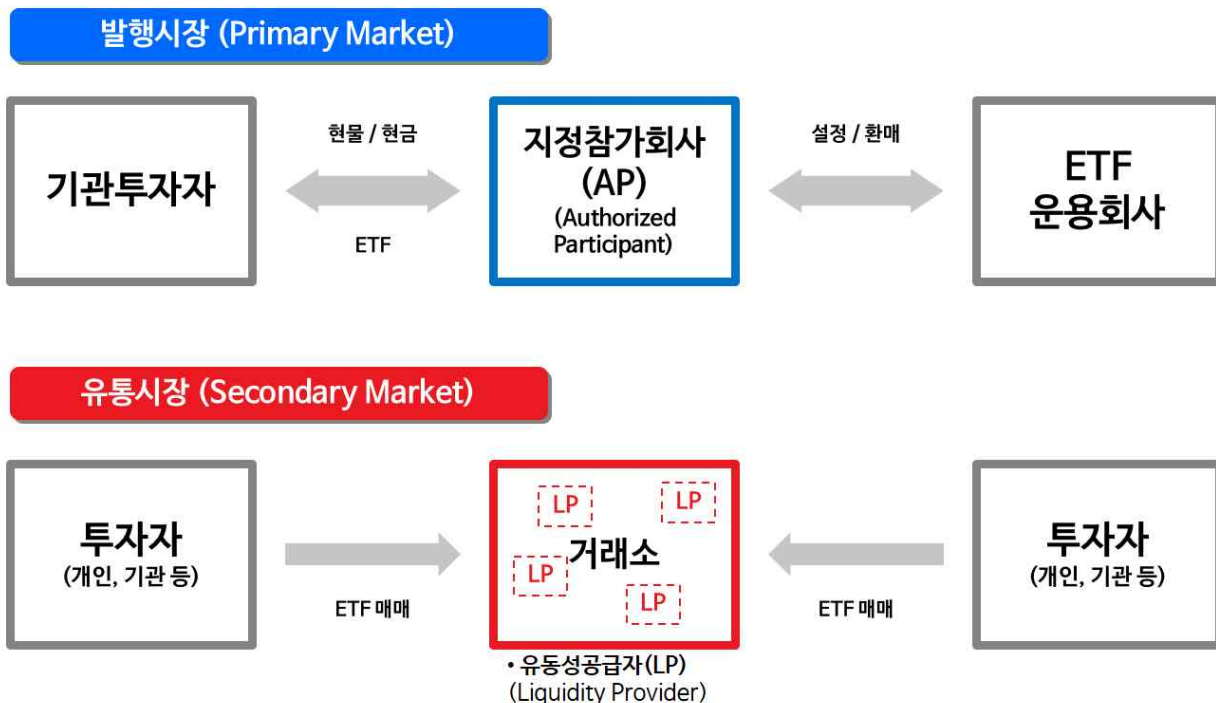 발행시장 (Primary Market)
기관투자자
현물 / 현금
ETF
지정참가회사
(AP)
(Authorized
Participant)
설정 / 환매
ETF
운용회사
유통시장 (Secondary Market)
투자자
(개인, 기관 등)
ETF 매매
LP
LP
거래소
LP
LP
ETF 매매
투자자
(개인, 기관 등)
• 유동성공급자(LP)
(Liquidity Provider)